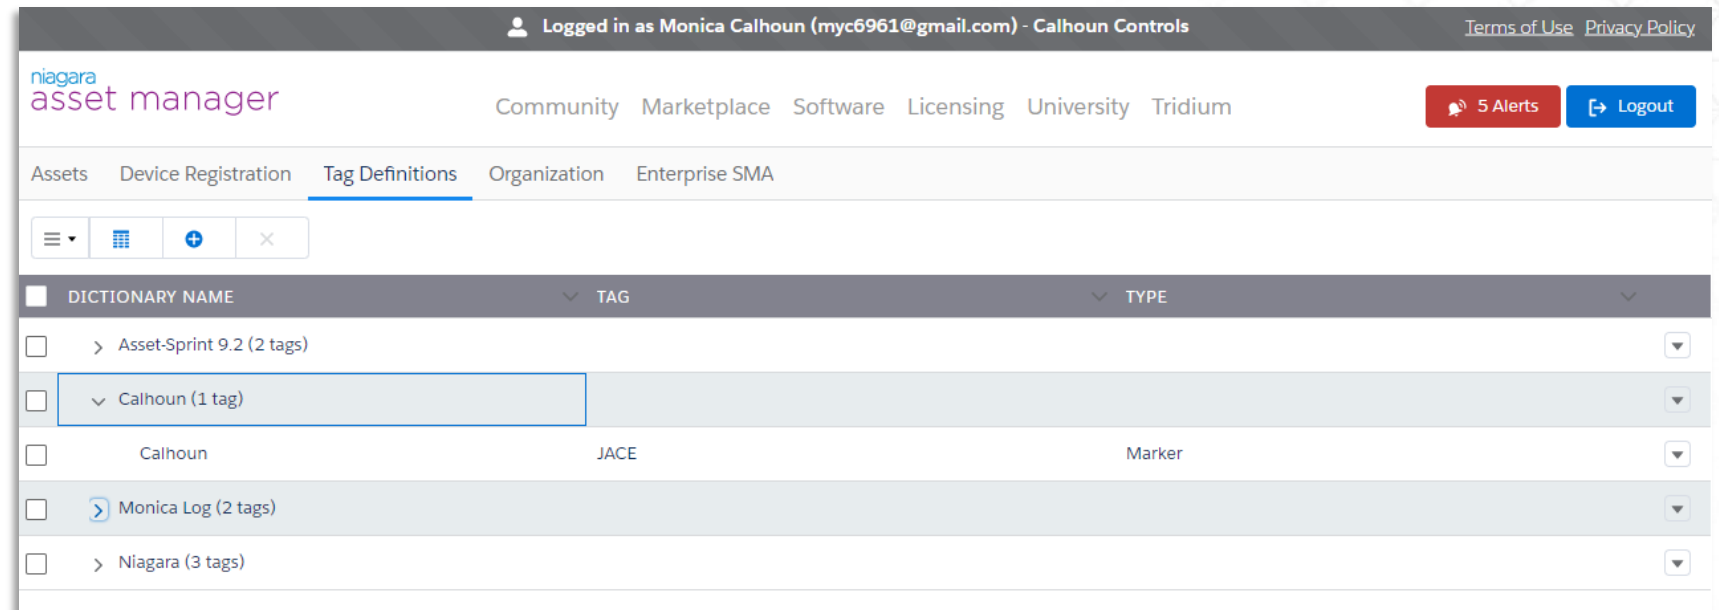 Logged in as Monica Calhoun (myc6961@gmail.com) - Calhoun Controls Terms of Use Privacy Policy
niagara
asset manager
Community Marketplace Software Licensing University Tridium 5 Alerts Logout
Assets Device Registration Tag Definitions Organization Enterprise SMA
DICTIONARY NAME TAG TYPE
Asset-Sprint 9.2 (2 tags)
Calhoun (1 tag)
Calhoun JACE Marker
Monica Log (2 tags)
Niagara (3 tags)